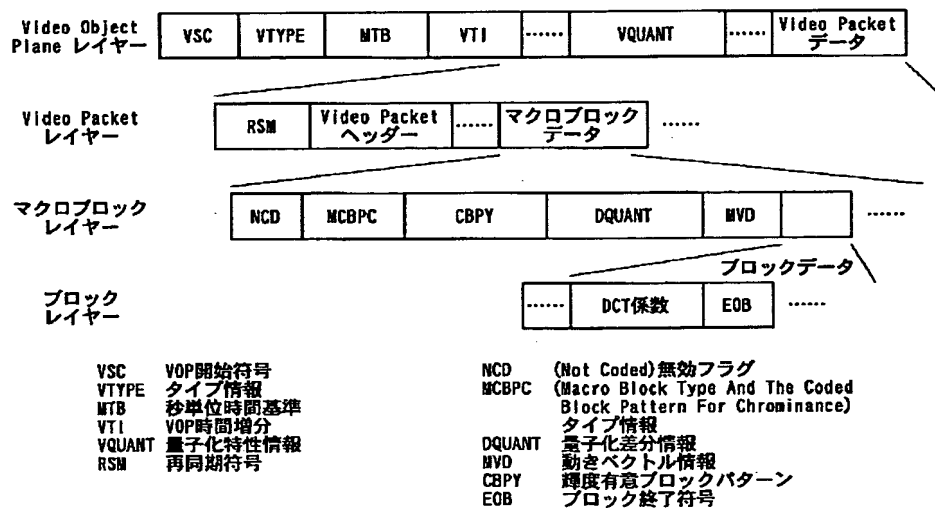 Video Object
Plane レイヤー
VSC VTYPE MTB VTI ...... VQUANT ...... Video Packet
データ
Video Packet
レイヤー
RSM Video Packet
ヘッダー ...... マクロブロック
データ ......
マクロブロック
レイヤー
NCD MCBPC CBPY DQUANT MVD ......
ブロックデータ
ブロック
レイヤー
...... DCT係数 EOB ......
VSC VOP開始符号
VTYPE タイプ情報
MTB 秒単位時間基準
VTI VOP時間増分
VQUANT 量子化特性情報
RSM 再同期符号
NCD (Not Coded)無効フラグ
MCBPC (Macro Block Type And The Coded
Block Pattern For Chrominance)
タイプ情報
DQUANT 量子化差分情報
MVD 動きベクトル情報
CBPY 輝度有意ブロックパターン
EOB ブロック終了符号